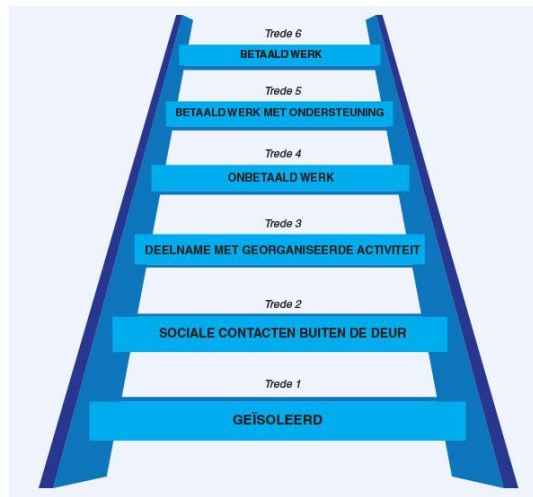 Trede 6
BETAALD WERK
Trede 5
BETAALD WERK MET ONDERSTEUNING
Trede 4
ONBETAALD WERK
Trede 3
DEELNAME MET GEORGANISEERDE ACTIVITEIT
Trede 2
SOCIALE CONTACTEN BUITEN DE DEUR
Trede 1
GEÏSOLEERD